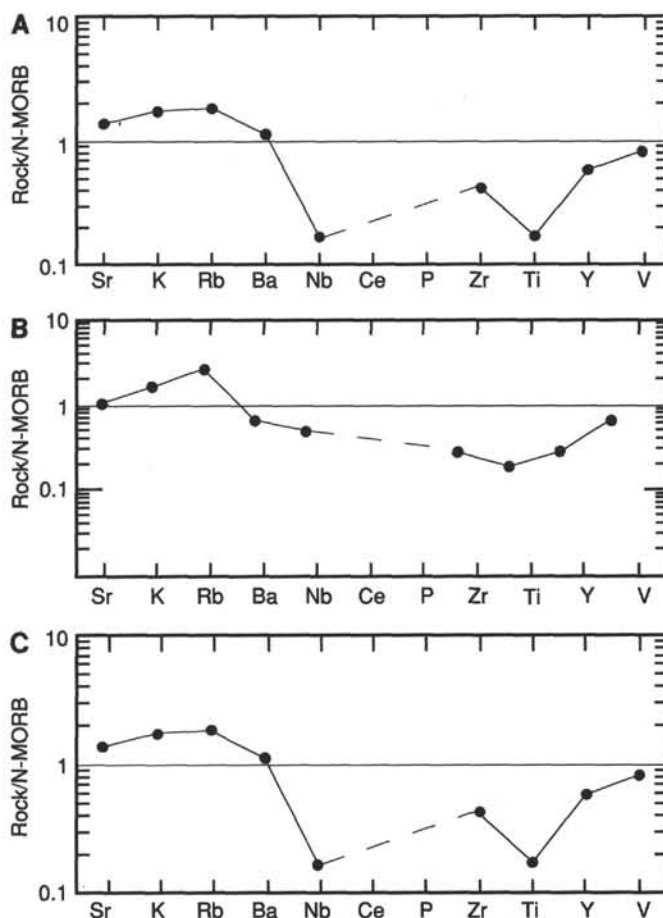 A
10
1
0.1
Rock/N-MORB
Sr K Rb Ba Nb Ce P Zr Ti Y V
B
10
1
0.1
Rock/N-MORB
Sr K Rb Ba Nb Ce P Zr Ti Y V
C
10
1
0.1
Rock/N-MORB
Sr K Rb Ba Nb Ce P Zr Ti Y V